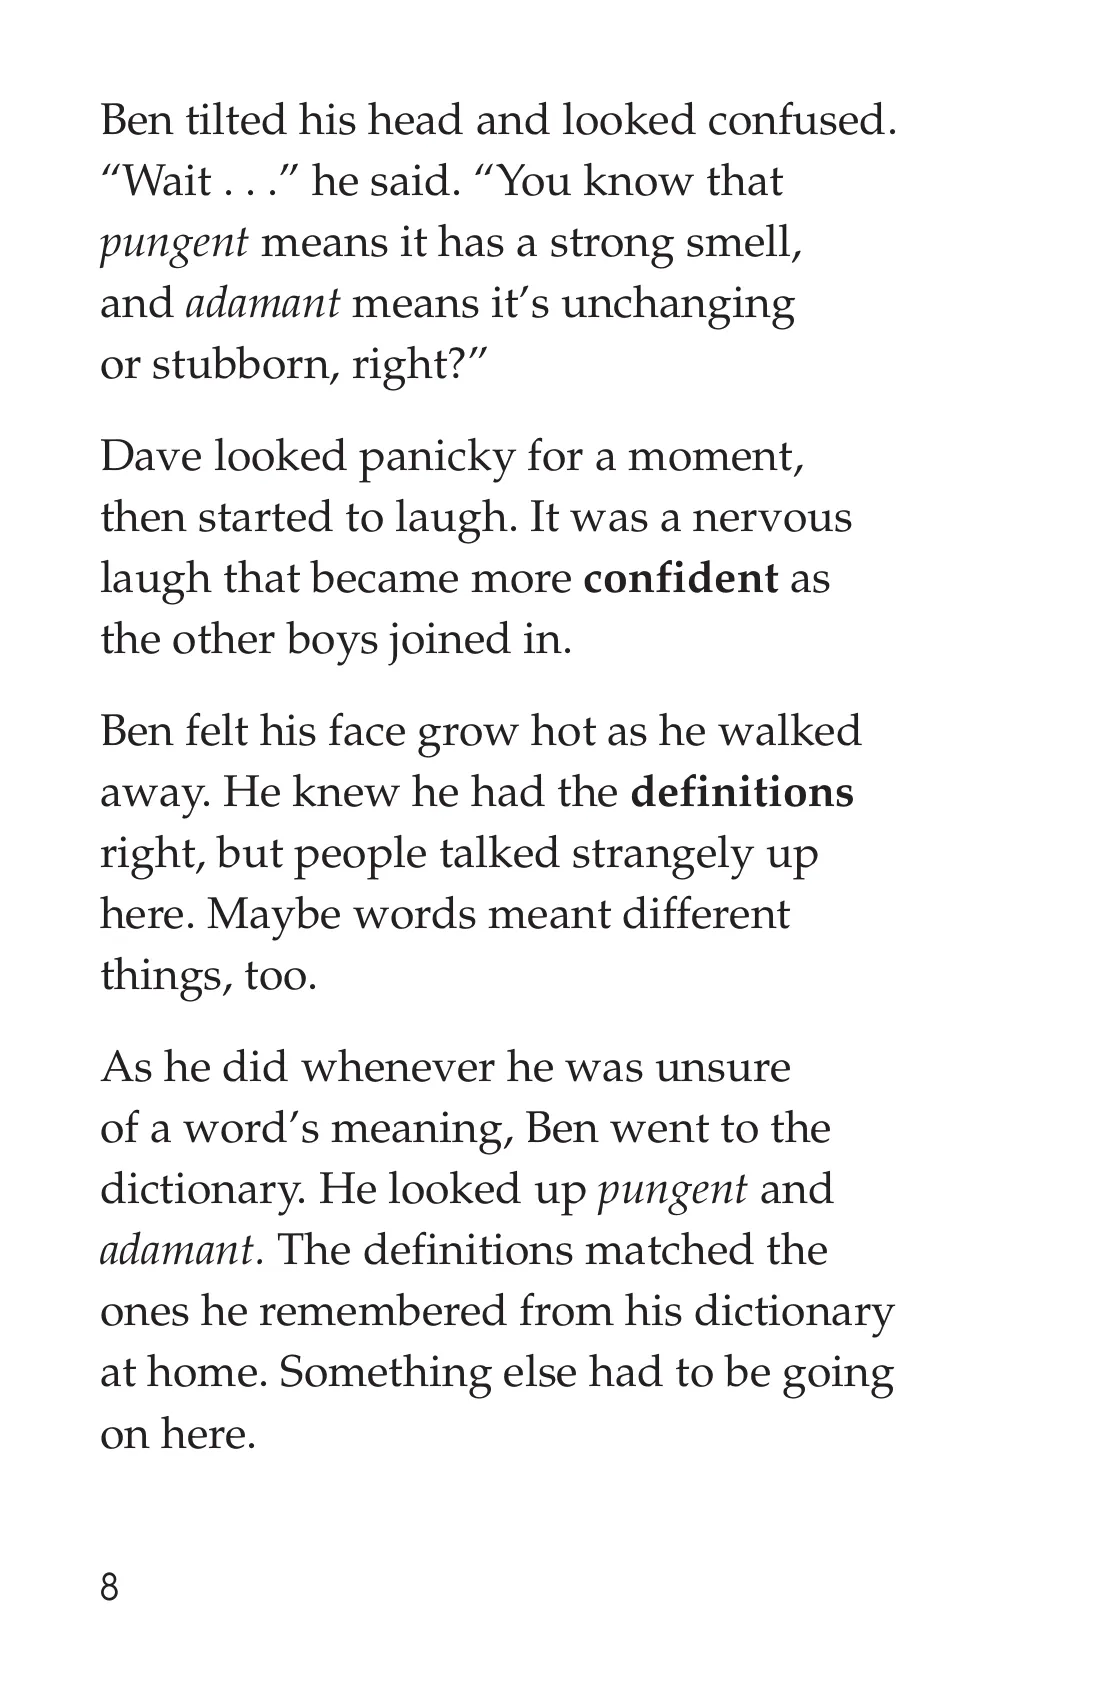 Ben tilted his head and looked confused.
“Wait . . .” he said. “You know that
pungent means it has a strong smell,
and adamant means it’s unchanging
or stubborn, right?”
Dave looked panicky for a moment,
then started to laugh. It was a nervous
laugh that became more confident as
the other boys joined in.
Ben felt his face grow hot as he walked
away. He knew he had the definitions
right, but people talked strangely up
here. Maybe words meant different
things, too.
As he did whenever he was unsure
of a word’s meaning, Ben went to the
dictionary. He looked up pungent and
adamant. The definitions matched the
ones he remembered from his dictionary
at home. Something else had to be going
on here.
8